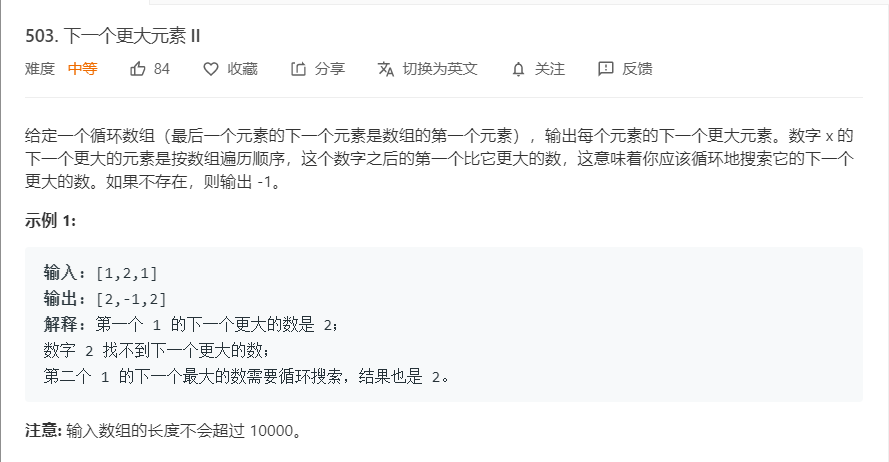 503. 下一个更大元素 II
难度 中等 84 收藏 分享 切换为英文 关注 反馈
给定一个循环数组（最后一个元素的下一个元素是数组的第一个元素），输出每个元素的下一个更大元素。数字 x 的
下一个更大的元素是按数组遍历顺序，这个数字之后的第一个比它更大的数，这意味着你应该循环地搜索它的下一个
更大的数。如果不存在，则输出 -1。
示例 1:
输入: [1,2,1]
输出: [2,-1,2]
解释: 第一个 1 的下一个更大的数是 2；
数字 2 找不到下一个更大的数；
第二个 1 的下一个最大的数需要循环搜索，结果也是 2。
注意: 输入数组的长度不会超过 10000。